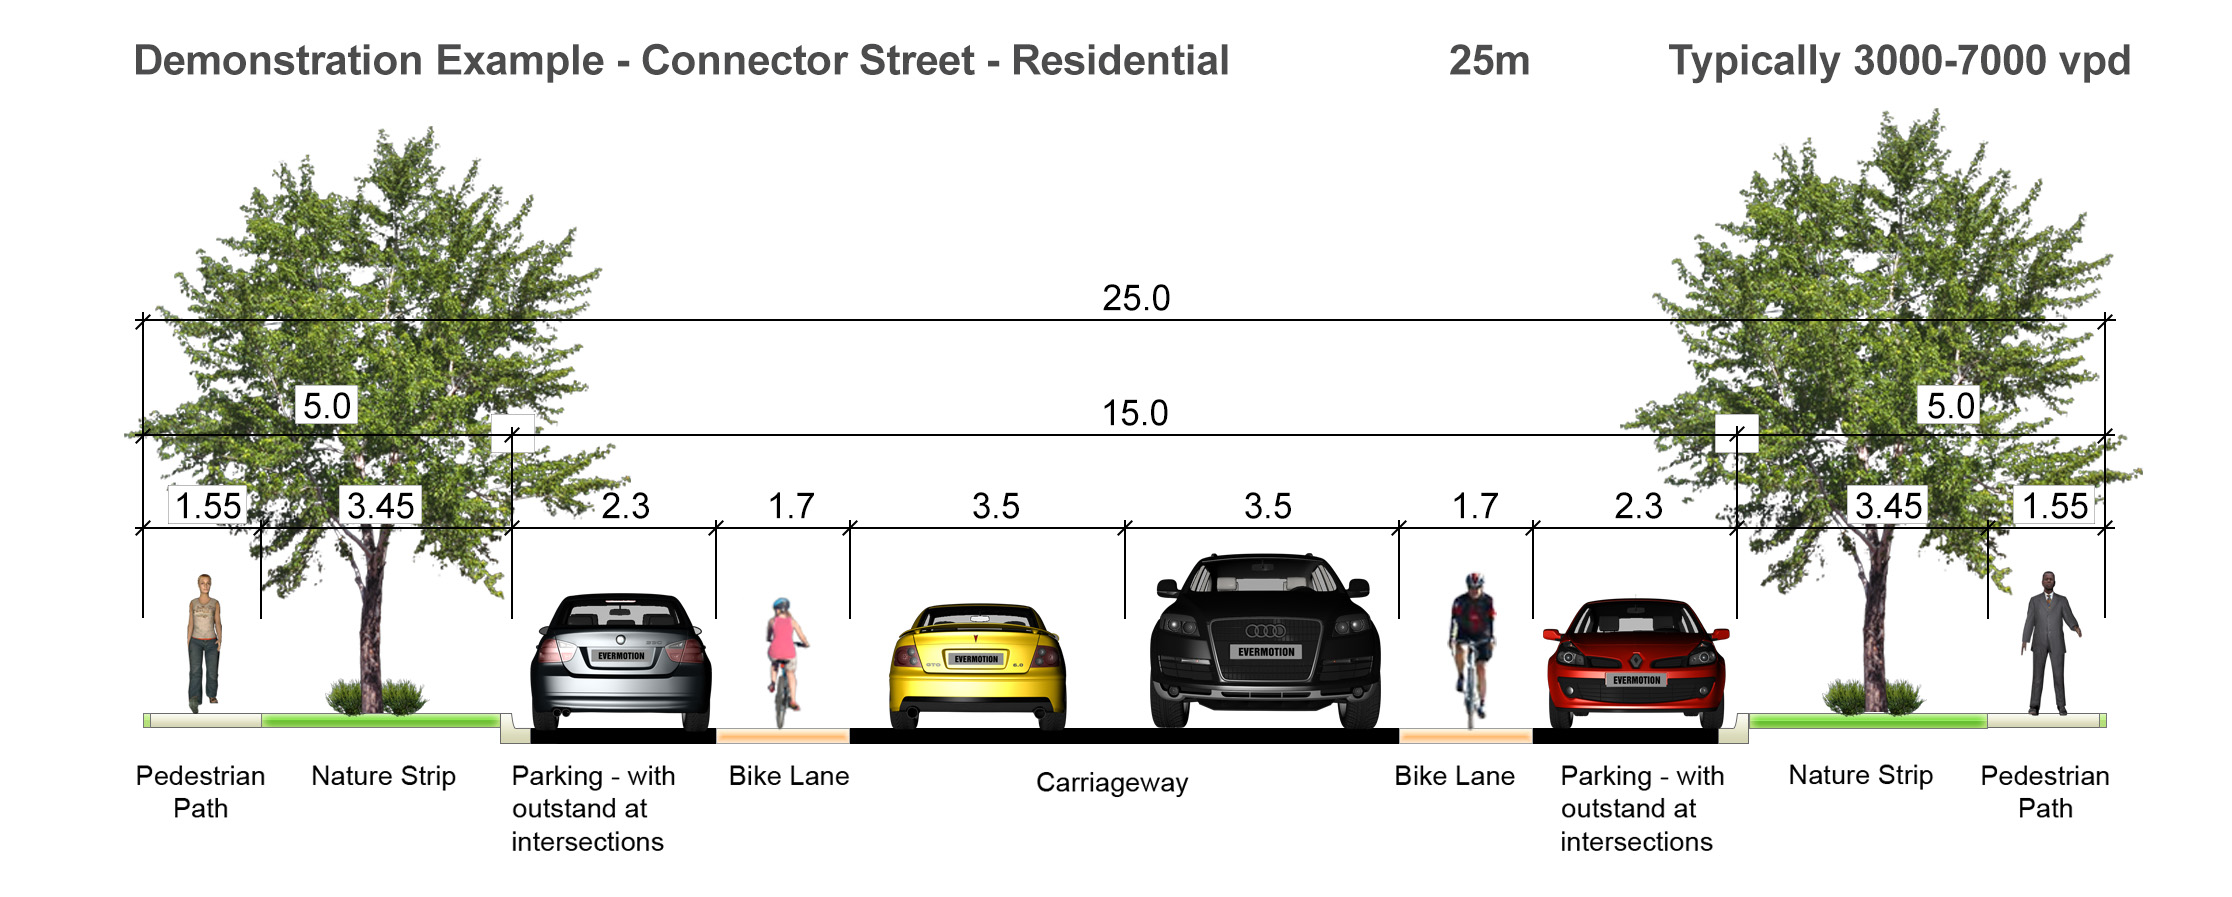 Demonstration Example - Connector Street - Residential 25m Typically 3000-7000 vpd
25.0
5.0 15.0 5.0
1.55 3.45 2.3 1.7 3.5 3.5 1.7 2.3 3.45 1.55
EVERMOTION
GTO EVERMOTION 6.0
EVERMOTION
EVERMOTION
Pedestrian
Path
Nature Strip
Parking - with
outstand at
intersections
Bike Lane
Carriageway
Bike Lane
Parking - with
outstand at
intersections
Nature Strip
Pedestrian
Path